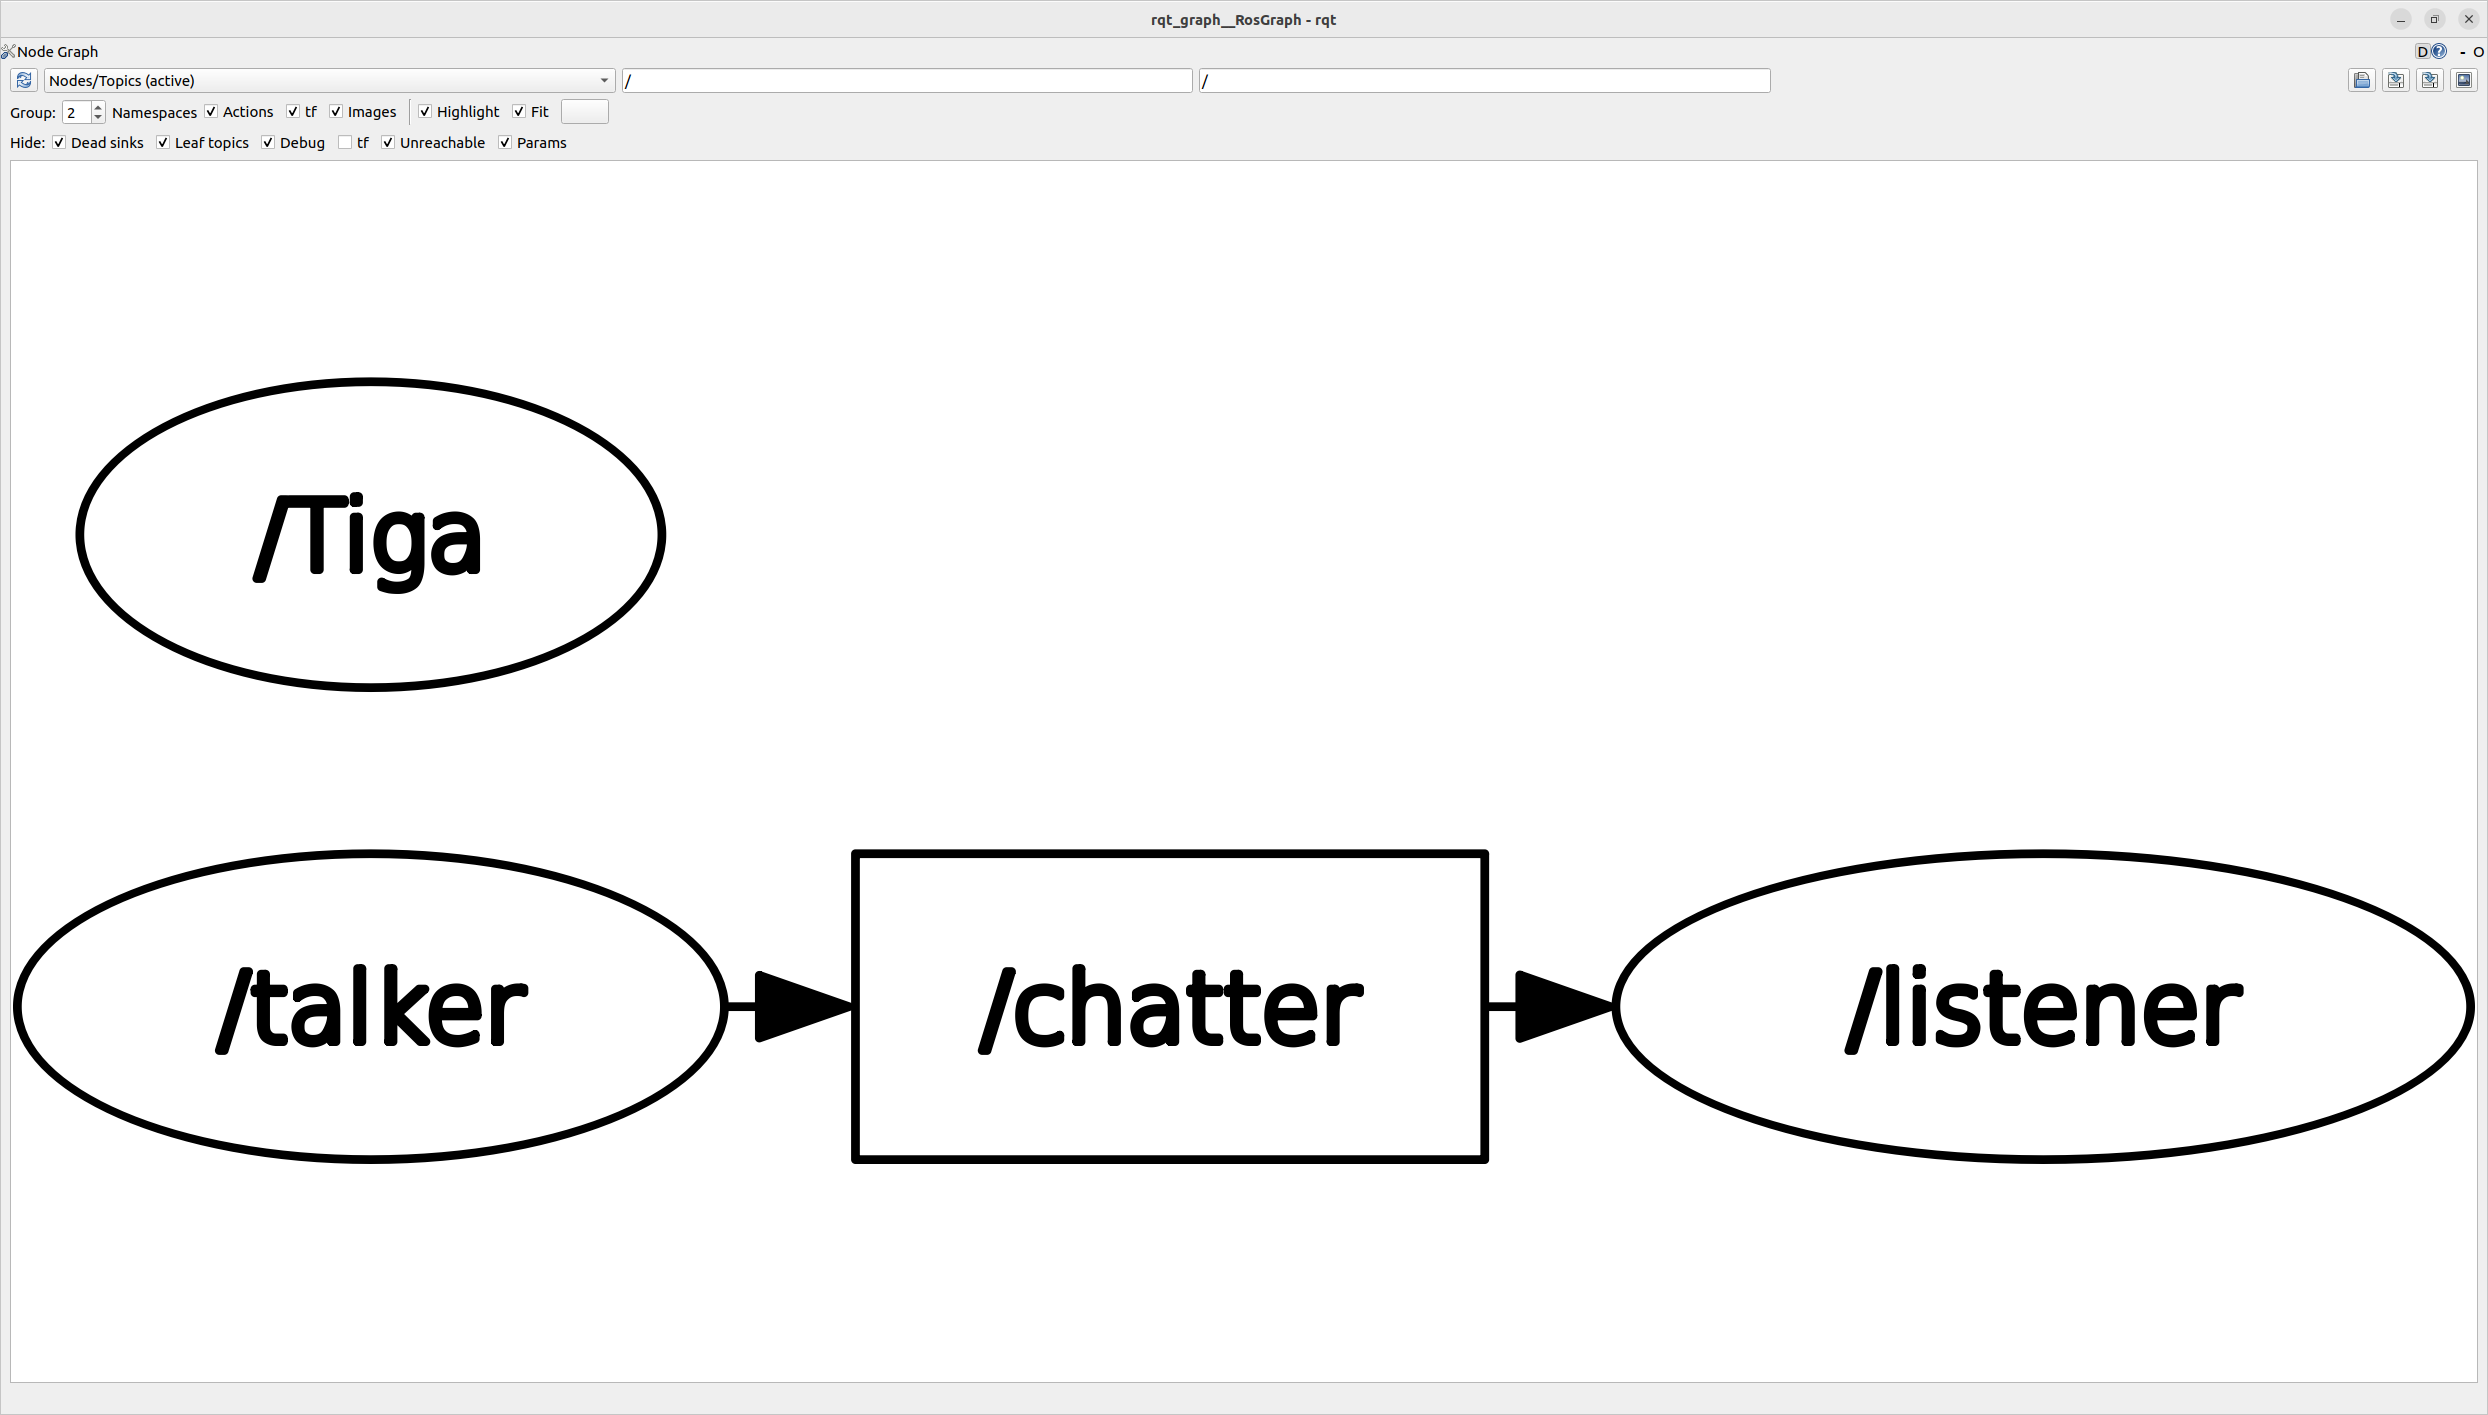 rqt_graph__RosGraph - rqt
Node Graph
D ? - O
Nodes/Topics (active) / /
Group: 2 Namespaces Actions tf Images Highlight Fit
Hide: Dead sinks Leaf topics Debug tf Unreachable Params
/Tiga
/talker /chatter /listener